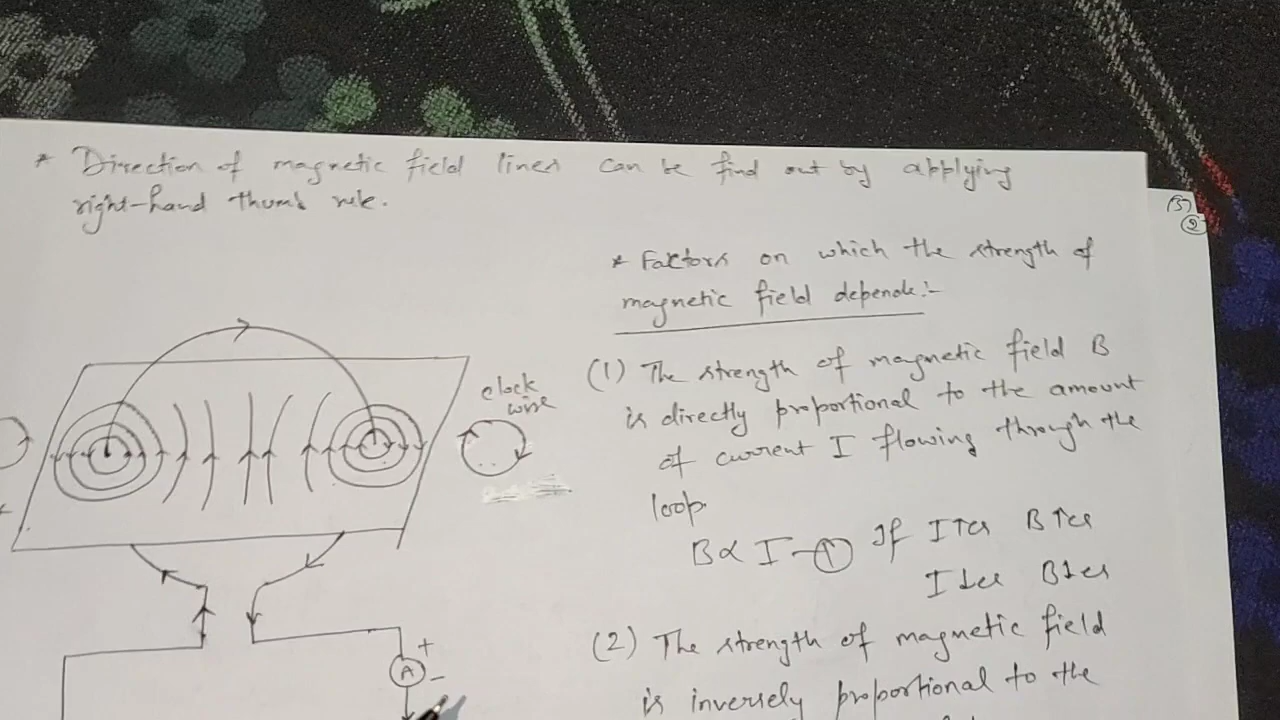 * Direction of magnetic field lines can be find out by applying
right-hand thumb rule.
(3)
2
* Factors on which the strength of
magnetic field depends:-
clock
wise
(1) The strength of magnetic field B
is directly proportional to the amount
of current I flowing through the
loop.
B ∝ I - 1 If I↑es B↑es
I↓es B↓es
(2) The strength of magnetic field
is inversely proportional to the
+
A
-